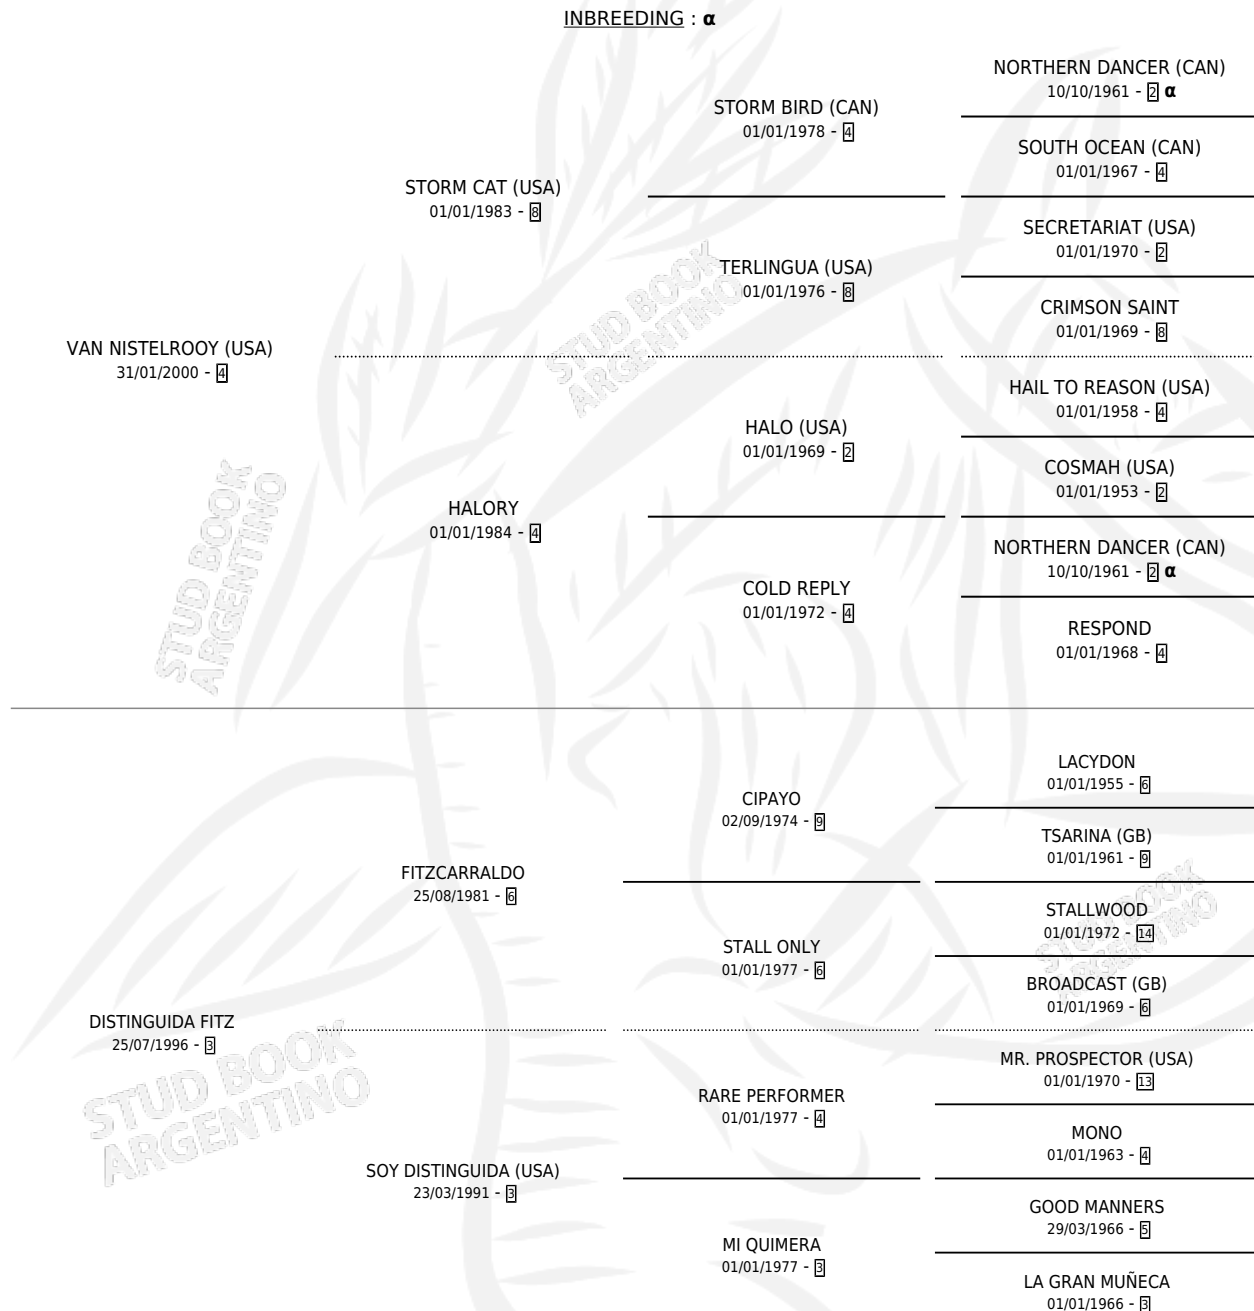 INBREEDING : α
NORTHERN DANCER (CAN)
10/10/1961 - 2 α
STORM BIRD (CAN)
01/01/1978 - 4
SOUTH OCEAN (CAN)
01/01/1967 - 4
STORM CAT (USA)
01/01/1983 - 8
SECRETARIAT (USA)
01/01/1970 - 2
TERLINGUA (USA)
01/01/1976 - 8
CRIMSON SAINT
01/01/1969 - 8
VAN NISTELROOY (USA)
31/01/2000 - 4
HAIL TO REASON (USA)
01/01/1958 - 4
HALO (USA)
01/01/1969 - 2
COSMAH (USA)
01/01/1953 - 2
HALORY
01/01/1984 - 4
NORTHERN DANCER (CAN)
10/10/1961 - 2 α
COLD REPLY
01/01/1972 - 4
RESPOND
01/01/1968 - 4
LACYDON
01/01/1955 - 6
CIPAYO
02/09/1974 - 9
TSARINA (GB)
01/01/1961 - 9
FITZCARRALDO
25/08/1981 - 6
STALLWOOD
01/01/1972 - 14
STALL ONLY
01/01/1977 - 6
BROADCAST (GB)
01/01/1969 - 6
DISTINGUIDA FITZ
25/07/1996 - 3
MR. PROSPECTOR (USA)
01/01/1970 - 13
RARE PERFORMER
01/01/1977 - 4
MONO
01/01/1963 - 4
SOY DISTINGUIDA (USA)
23/03/1991 - 3
GOOD MANNERS
29/03/1966 - 5
MI QUIMERA
01/01/1977 - 3
LA GRAN MUÑECA
01/01/1966 - 3
STUD BOOK
ARGENTINO
STUD BOOK
ARGENTINO
STUD BOOK
ARGENTINO
STUD BOOK
ARGENTINO